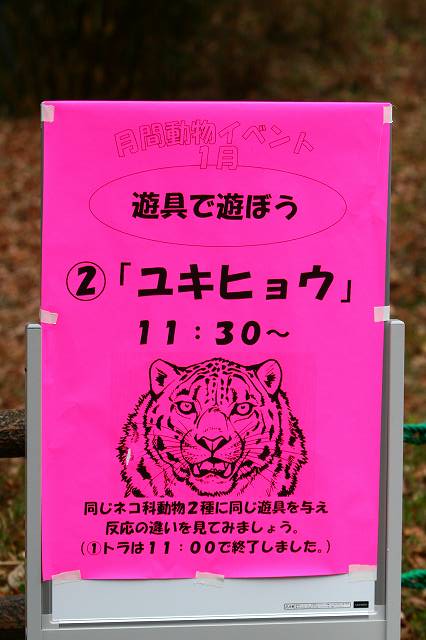 月間動物イベント
1月
遊具で遊ぼう
②「ユキヒョウ」
11:30～
同じネコ科動物2種に同じ遊具を与え
反応の違いを見てみましょう。
(①トラは11:00で終了しました。)